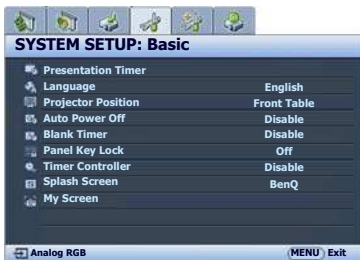 SYSTEM SETUP: Basic
Presentation Timer
Language English
Projector Position Front Table
Auto Power Off Disable
Blank Timer Disable
Panel Key Lock Off
Timer Controller Disable
Splash Screen BenQ
My Screen
Analog RGB MENU Exit